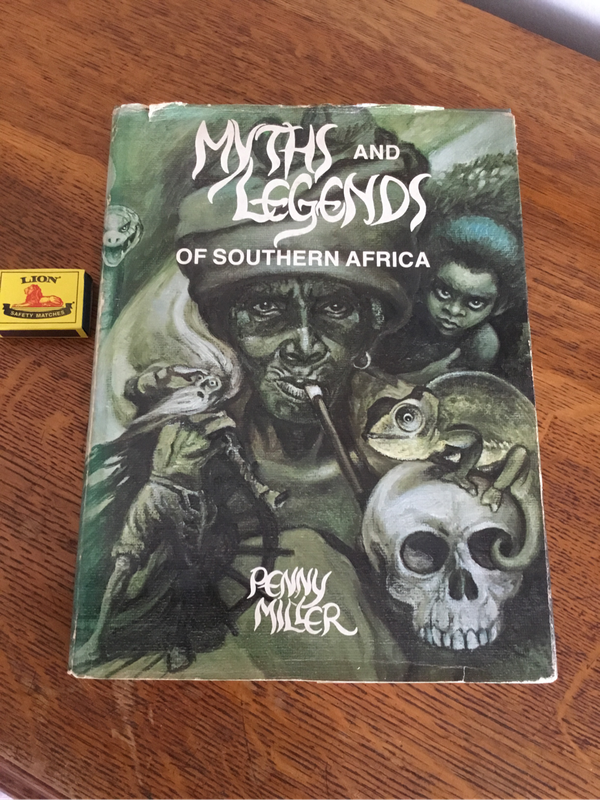 MYTHS AND
LEGENDS
OF SOUTHERN AFRICA
LION
SAFETY MATCHES
PENNY
MILLER